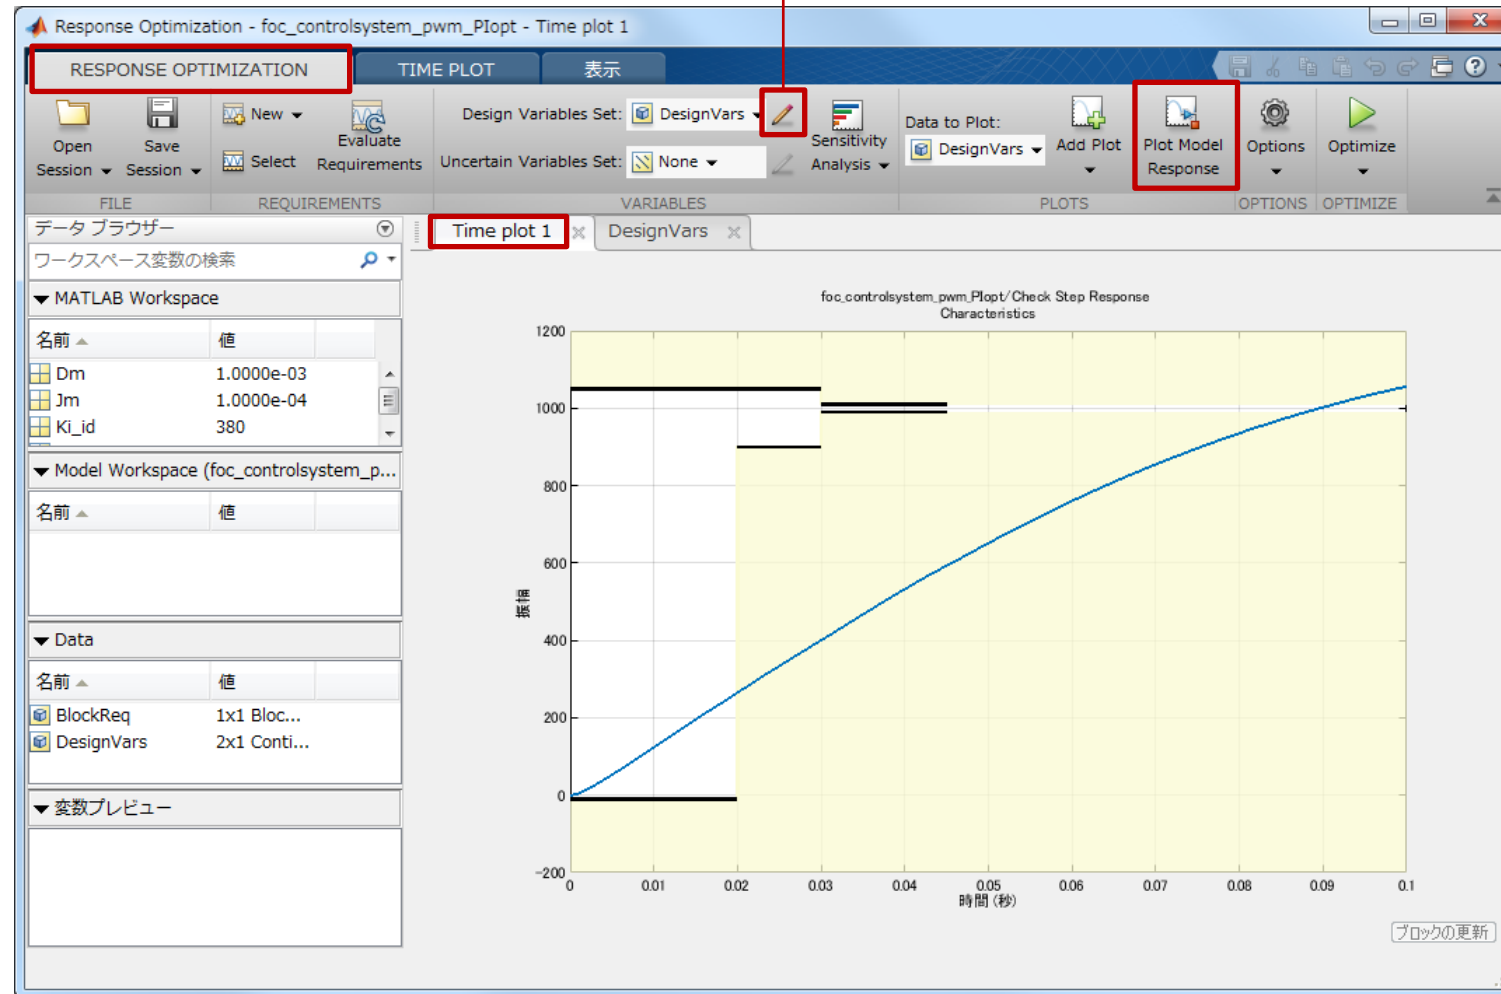 Response Optimization - foc_controlsystem_pwm_PIopt - Time plot 1
RESPONSE OPTIMIZATION
TIME PLOT
表示
Open Session
Save Session
New
Select
Evaluate Requirements
Design Variables Set:
DesignVars
Uncertain Variables Set:
None
Sensitivity Analysis
Data to Plot:
DesignVars
Add Plot
Plot Model Response
Options
Optimize
FILE
REQUIREMENTS
VARIABLES
PLOTS
OPTIONS
OPTIMIZE
データ ブラウザー
ワークスペース変数の検索
MATLAB Workspace
名前 値
Dm 1.0000e-03
Jm 1.0000e-04
Ki_id 380
Model Workspace (foc_controlsystem_p...
名前 値
Data
名前 値
BlockReq 1x1 Bloc...
DesignVars 2x1 Conti...
変数プレビュー
Time plot 1
DesignVars
foc_controlsystem_pwm_PIopt/Check Step Response
Characteristics
1200
1000
800
600
400
200
0
-200
振幅
0 0.01 0.02 0.03 0.04 0.05 0.06 0.07 0.08 0.09 0.1
時間 (秒)
ブロックの更新